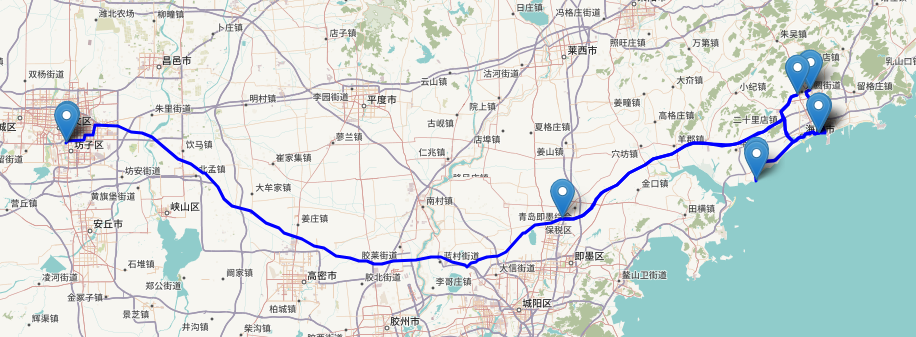 潍北农场
柳疃镇
卜庄镇
店子镇
日庄镇
冯格庄街道
莱西市
照旺庄镇
万第镇
朱吴镇
店镇
乳山口镇
双杨街道
昌邑市
云山镇
沽河街道
大夼镇
小纪镇
园街道
留格庄镇
朱里街道
明村镇
李园街道
平度市
院上镇
姜疃镇
高格庄镇
二十里店镇
海阳市
城区
坊子区
饮马镇
蓼兰镇
古岘镇
店埠镇
夏格庄镇
羊郡镇
留街道
坊安街道
北孟镇
崔家集镇
仁兆镇
姜山镇
穴坊镇
黄旗堡街道
大牟家镇
金口镇
营丘镇
峡山区
南村镇
田横镇
安丘市
姜庄镇
青岛即墨综合
保税区
石堆镇
阚家镇
胶莱街道
蓝村街道
大信街道
即墨区
凌河街道
郑公街道
高密市
胶北街道
李哥庄镇
鳌山卫街道
金冢子镇
景芝镇
柏城镇
城阳区
辉渠镇
井沟镇
柴沟镇
胶州市